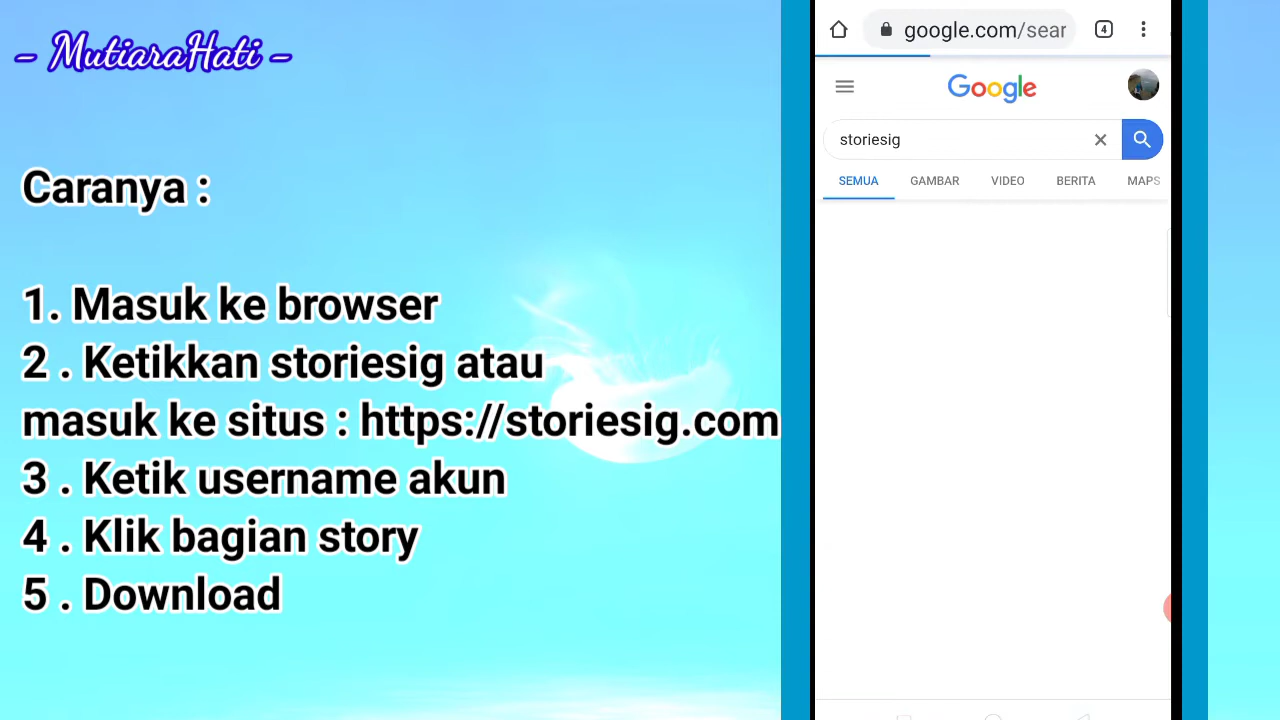 - MutiaraHati -
Caranya :
1. Masuk ke browser
2 . Ketikkan storiesig atau
masuk ke situs : https://storiesig.com
3 . Ketik username akun
4 . Klik bagian story
5 . Download
google.com/sear
4
Google
storiesig
SEMUA GAMBAR VIDEO BERITA MAPS